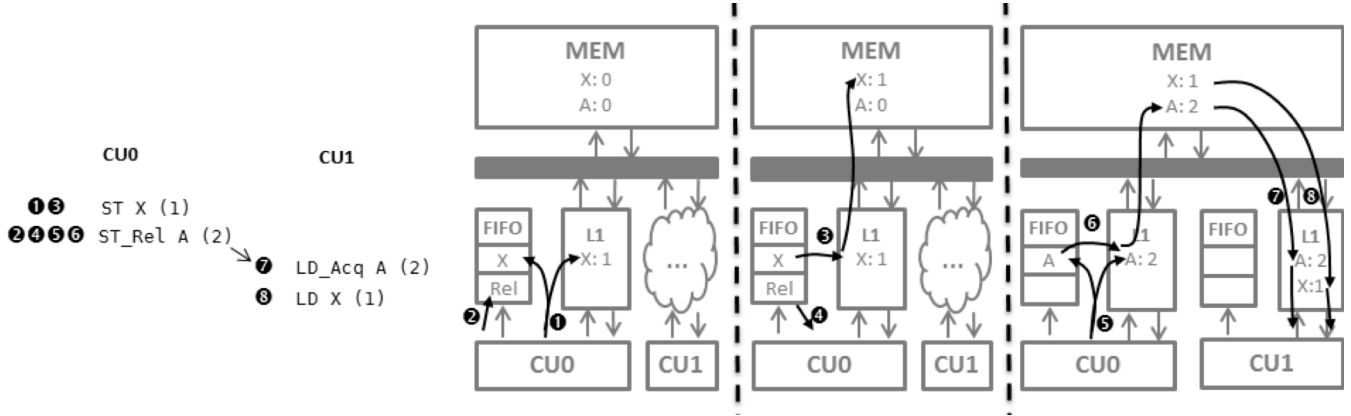 CU0
CU1
❶❸ ST X (1)
❷❹❺❻ ST_Rel A (2)
❼ LD_Acq A (2)
❽ LD X (1)
MEM
X: 0
A: 0
FIFO
X
Rel
L1
X: 1
...
❷
❶
CU0
CU1
MEM
X: 1
A: 0
FIFO
X
Rel
❸
L1
X: 1
...
❹
CU0
CU1
MEM
X: 1
A: 2
FIFO
A
❻
L1
A: 2
FIFO
❼
❽
L1
A: 2
X:1
❺
CU0
CU1